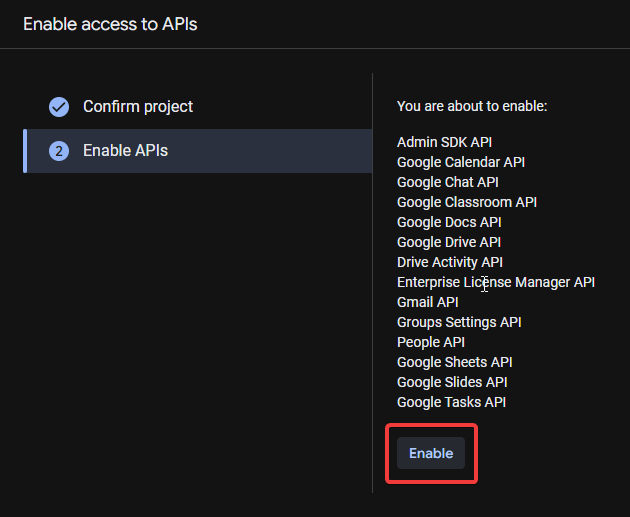 Enable access to APIs
Confirm project
2 Enable APIs
You are about to enable:
Admin SDK API
Google Calendar API
Google Chat API
Google Classroom API
Google Docs API
Google Drive API
Drive Activity API
Enterprise License Manager API
Gmail API
Groups Settings API
People API
Google Sheets API
Google Slides API
Google Tasks API
Enable